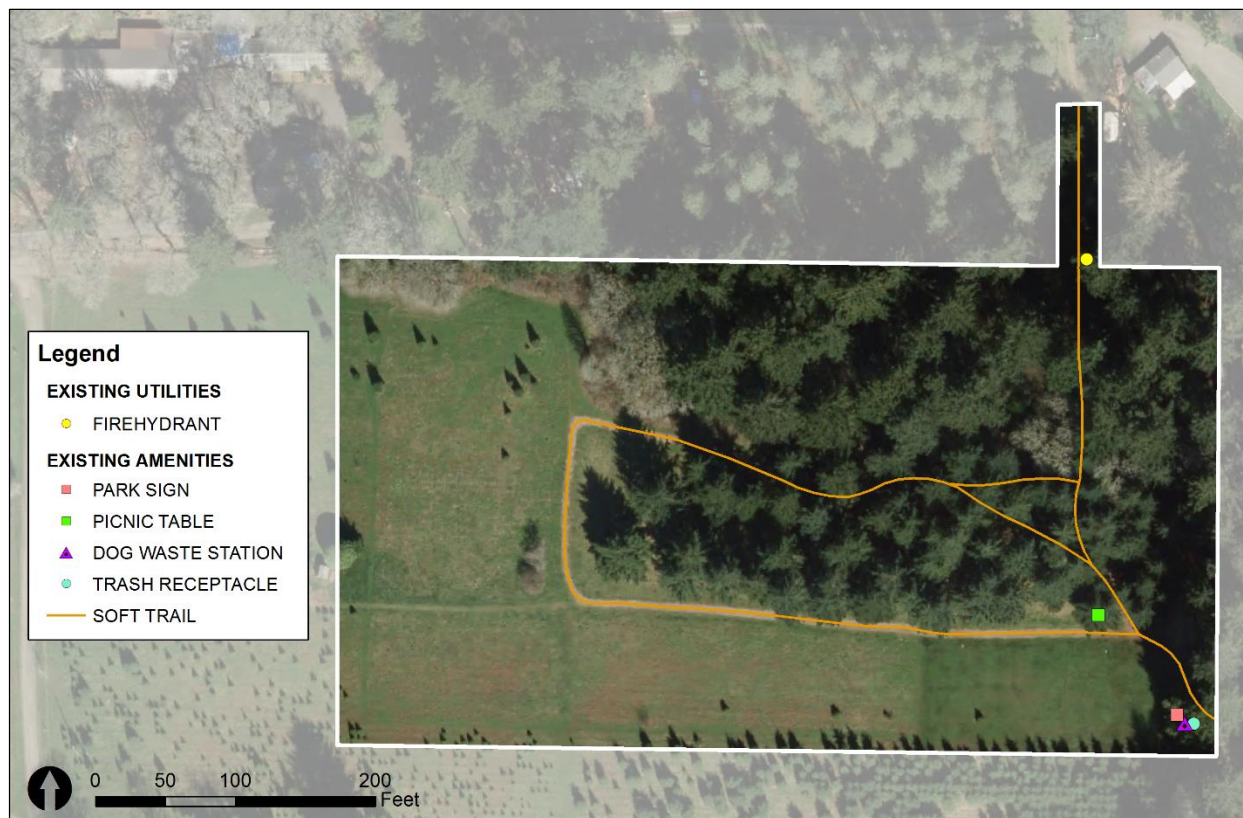 Legend
EXISTING UTILITIES
FIREHYDRANT
EXISTING AMENITIES
PARK SIGN
PICNIC TABLE
DOG WASTE STATION
TRASH RECEPTACLE
SOFT TRAIL
0 50 100 200
Feet